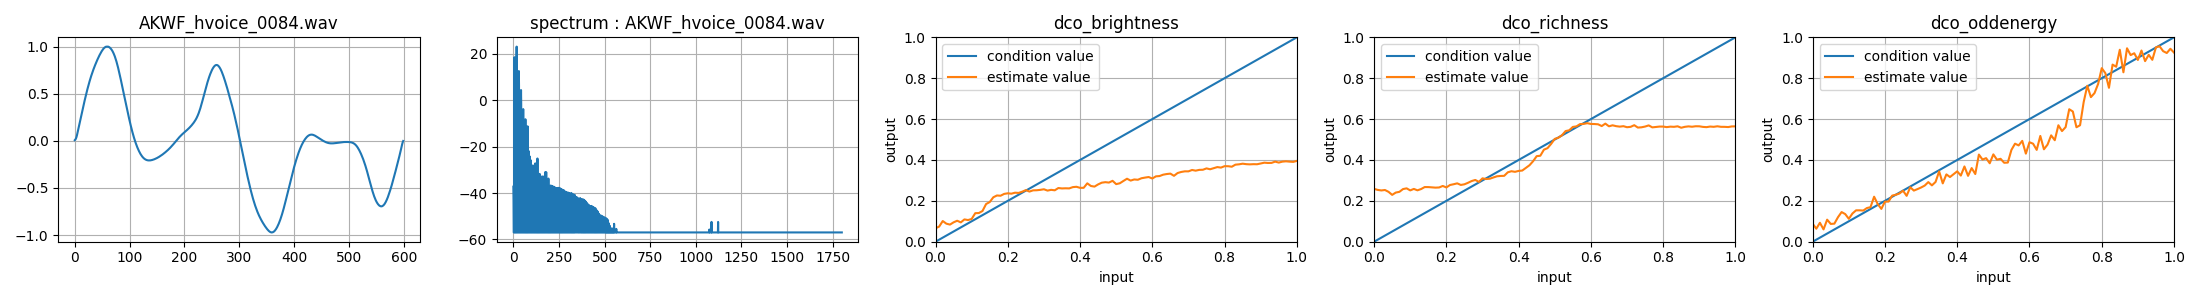 AKWF_hvoice_0084.wav
1.0
0.5
0.0
−0.5
−1.0
0 100 200 300 400 500 600
spectrum : AKWF_hvoice_0084.wav
20
0
−20
−40
−60
0 250 500 750 1000 1250 1500 1750
dco_brightness
condition value
estimate value
output
1.0
0.8
0.6
0.4
0.2
0.0
0.0 0.2 0.4 0.6 0.8 1.0
input
dco_richness
condition value
estimate value
output
1.0
0.8
0.6
0.4
0.2
0.0
0.0 0.2 0.4 0.6 0.8 1.0
input
dco_oddenergy
condition value
estimate value
output
1.0
0.8
0.6
0.4
0.2
0.0
0.0 0.2 0.4 0.6 0.8 1.0
input